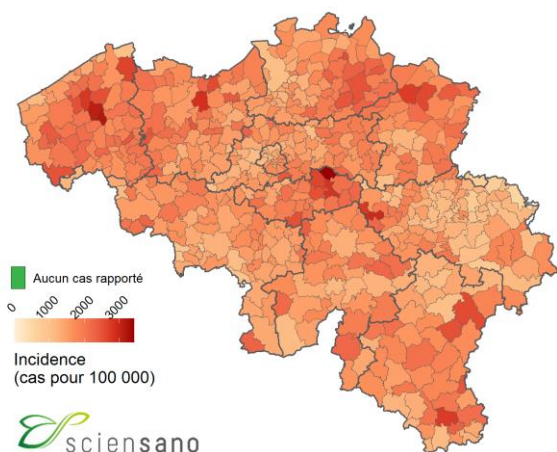 Aucun cas rapporté
0 1000 2000 3000
Incidence
(cas pour 100 000)
sciensano